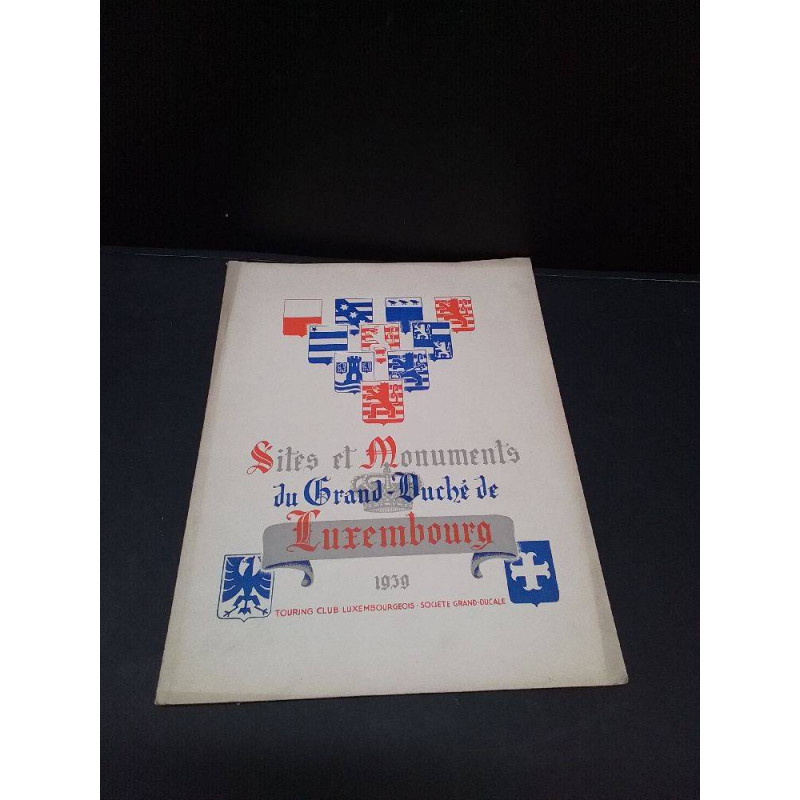 Sites et Monuments
du Grand-Duché de
Luxembourg
1939
TOURING CLUB LUXEMBOURGEOIS · SOCIÉTÉ GRAND-DUCALE